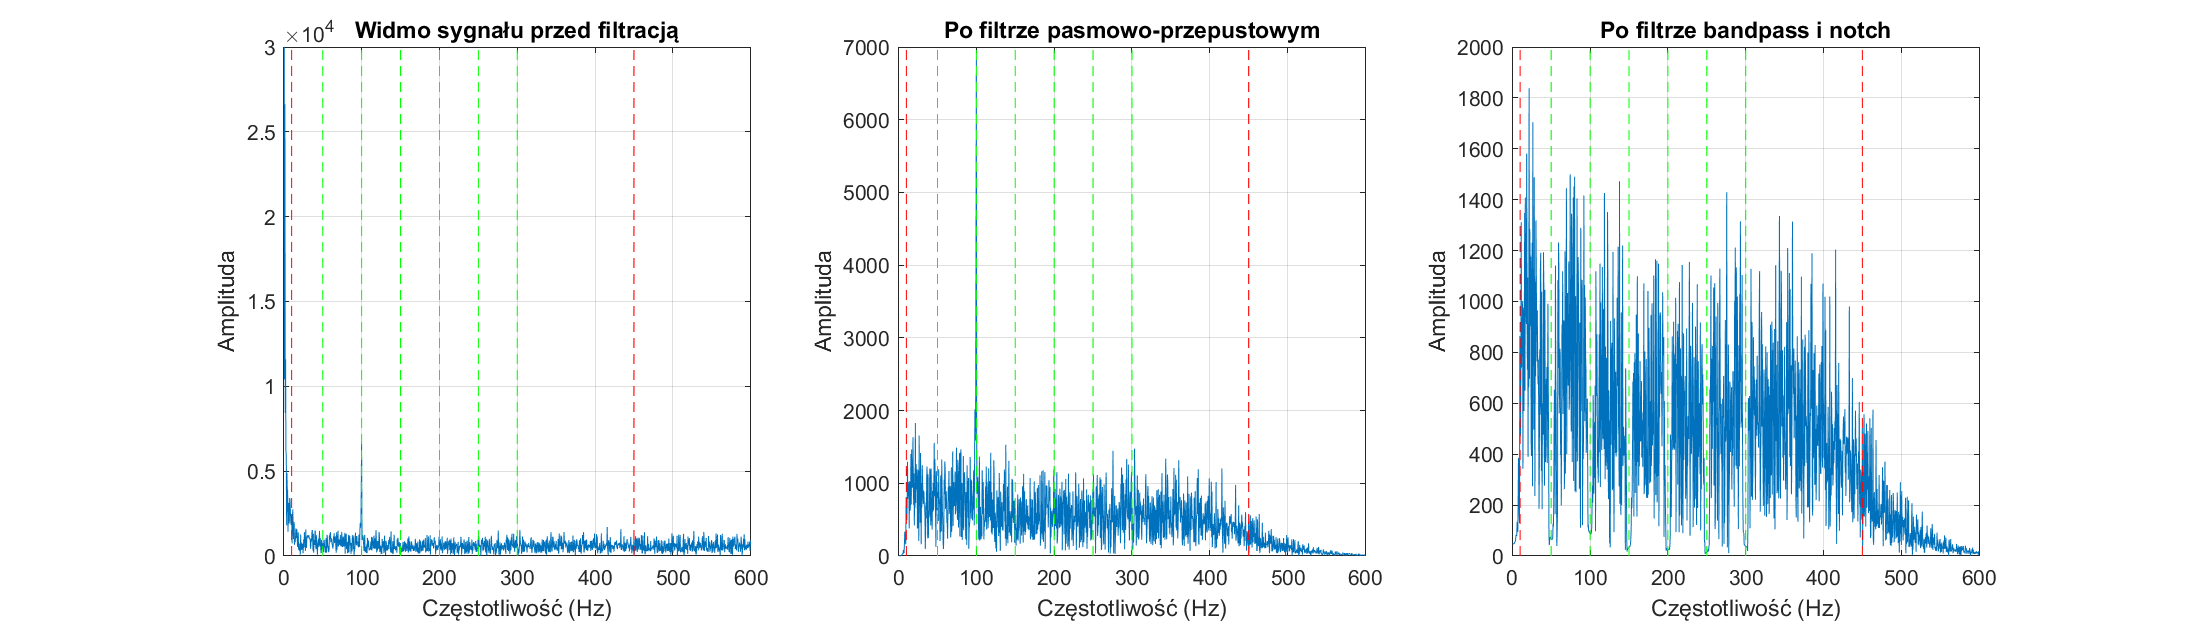 ×10⁴ Widmo sygnału przed filtracją
3
2.5
2
1.5
1
0.5
0
Amplituda
0 100 200 300 400 500 600
Częstotliwość (Hz)
Po filtrze pasmowo-przepustowym
7000
6000
5000
4000
3000
2000
1000
0
Amplituda
0 100 200 300 400 500 600
Częstotliwość (Hz)
Po filtrze bandpass i notch
2000
1800
1600
1400
1200
1000
800
600
400
200
0
Amplituda
0 100 200 300 400 500 600
Częstotliwość (Hz)